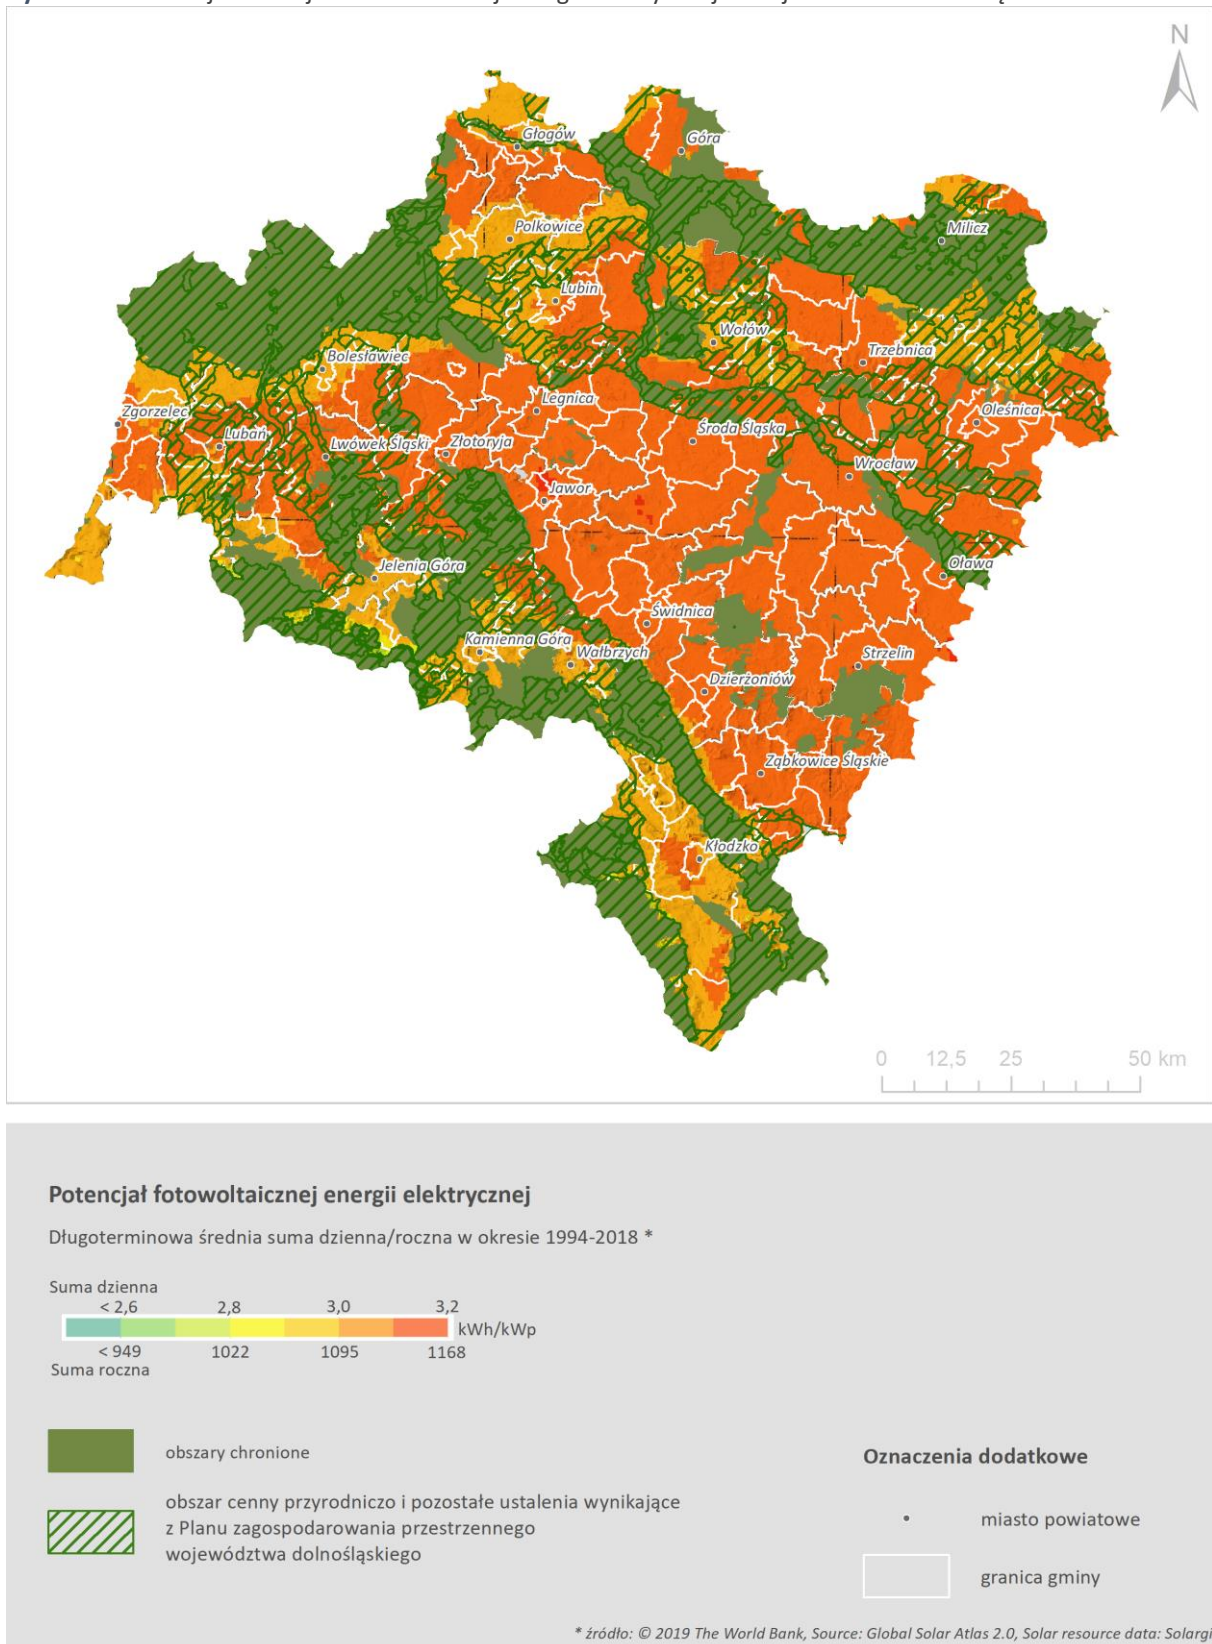 N
Głogów
Góra
Polkowice
Milicz
Lubin
Wołów
Bolesławiec
Trzebnica
Zgorzelec
Legnica
Oleśnica
Lubań
Lwówek Śląski
Złotoryja
Środa Śląska
Wrocław
Jawor
Jelenia Góra
Oława
Świdnica
Kamienna Góra
Wałbrzych
Strzelin
Dzierżoniów
Ząbkowice Śląskie
Kłodzko
0 12,5 25 50 km
Potencjał fotowoltaicznej energii elektrycznej
Długoterminowa średnia suma dzienna/roczna w okresie 1994-2018 *
Suma dzienna
< 2,6 2,8 3,0 3,2
kWh/kWp
< 949 1022 1095 1168
Suma roczna
obszary chronione
obszar cenny przyrodniczo i pozostałe ustalenia wynikające
z Planu zagospodarowania przestrzennego
województwa dolnośląskiego
Oznaczenia dodatkowe
miasto powiatowe
granica gminy
* źródło: © 2019 The World Bank, Source: Global Solar Atlas 2.0, Solar resource data: Solargi